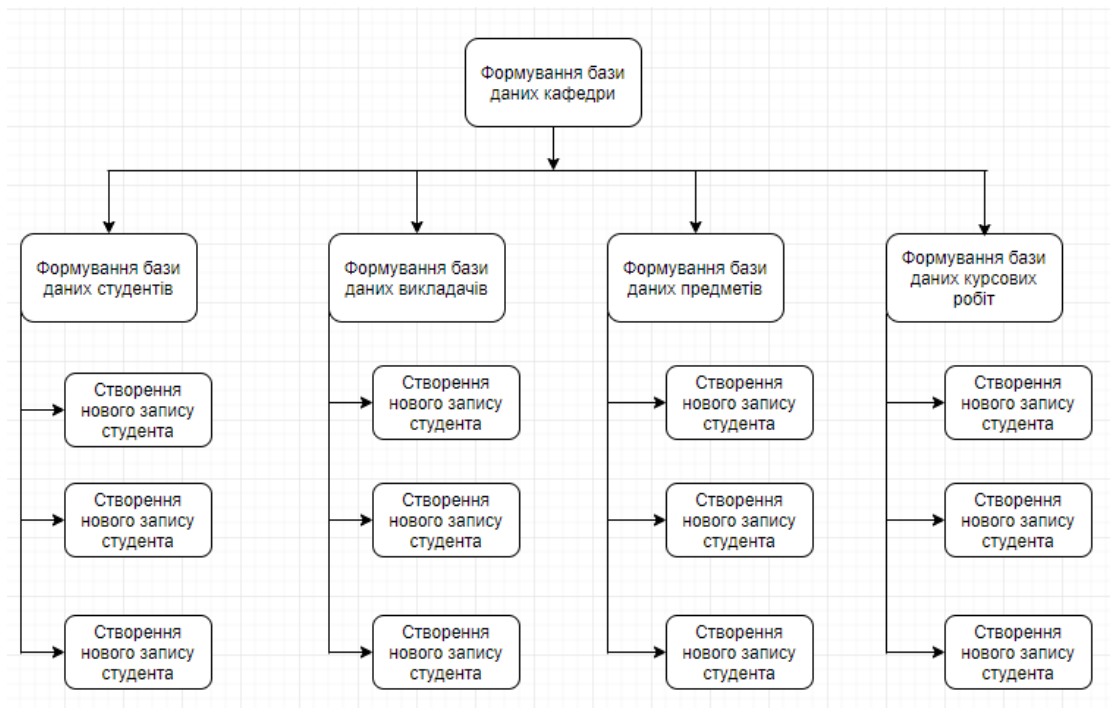 Формування бази
даних кафедри
Формування бази
даних студентів
Формування бази
даних викладачів
Формування бази
даних предметів
Формування бази
даних курсових
робіт
Створення
нового запису
студента
Створення
нового запису
студента
Створення
нового запису
студента
Створення
нового запису
студента
Створення
нового запису
студента
Створення
нового запису
студента
Створення
нового запису
студента
Створення
нового запису
студента
Створення
нового запису
студента
Створення
нового запису
студента
Створення
нового запису
студента
Створення
нового запису
студента